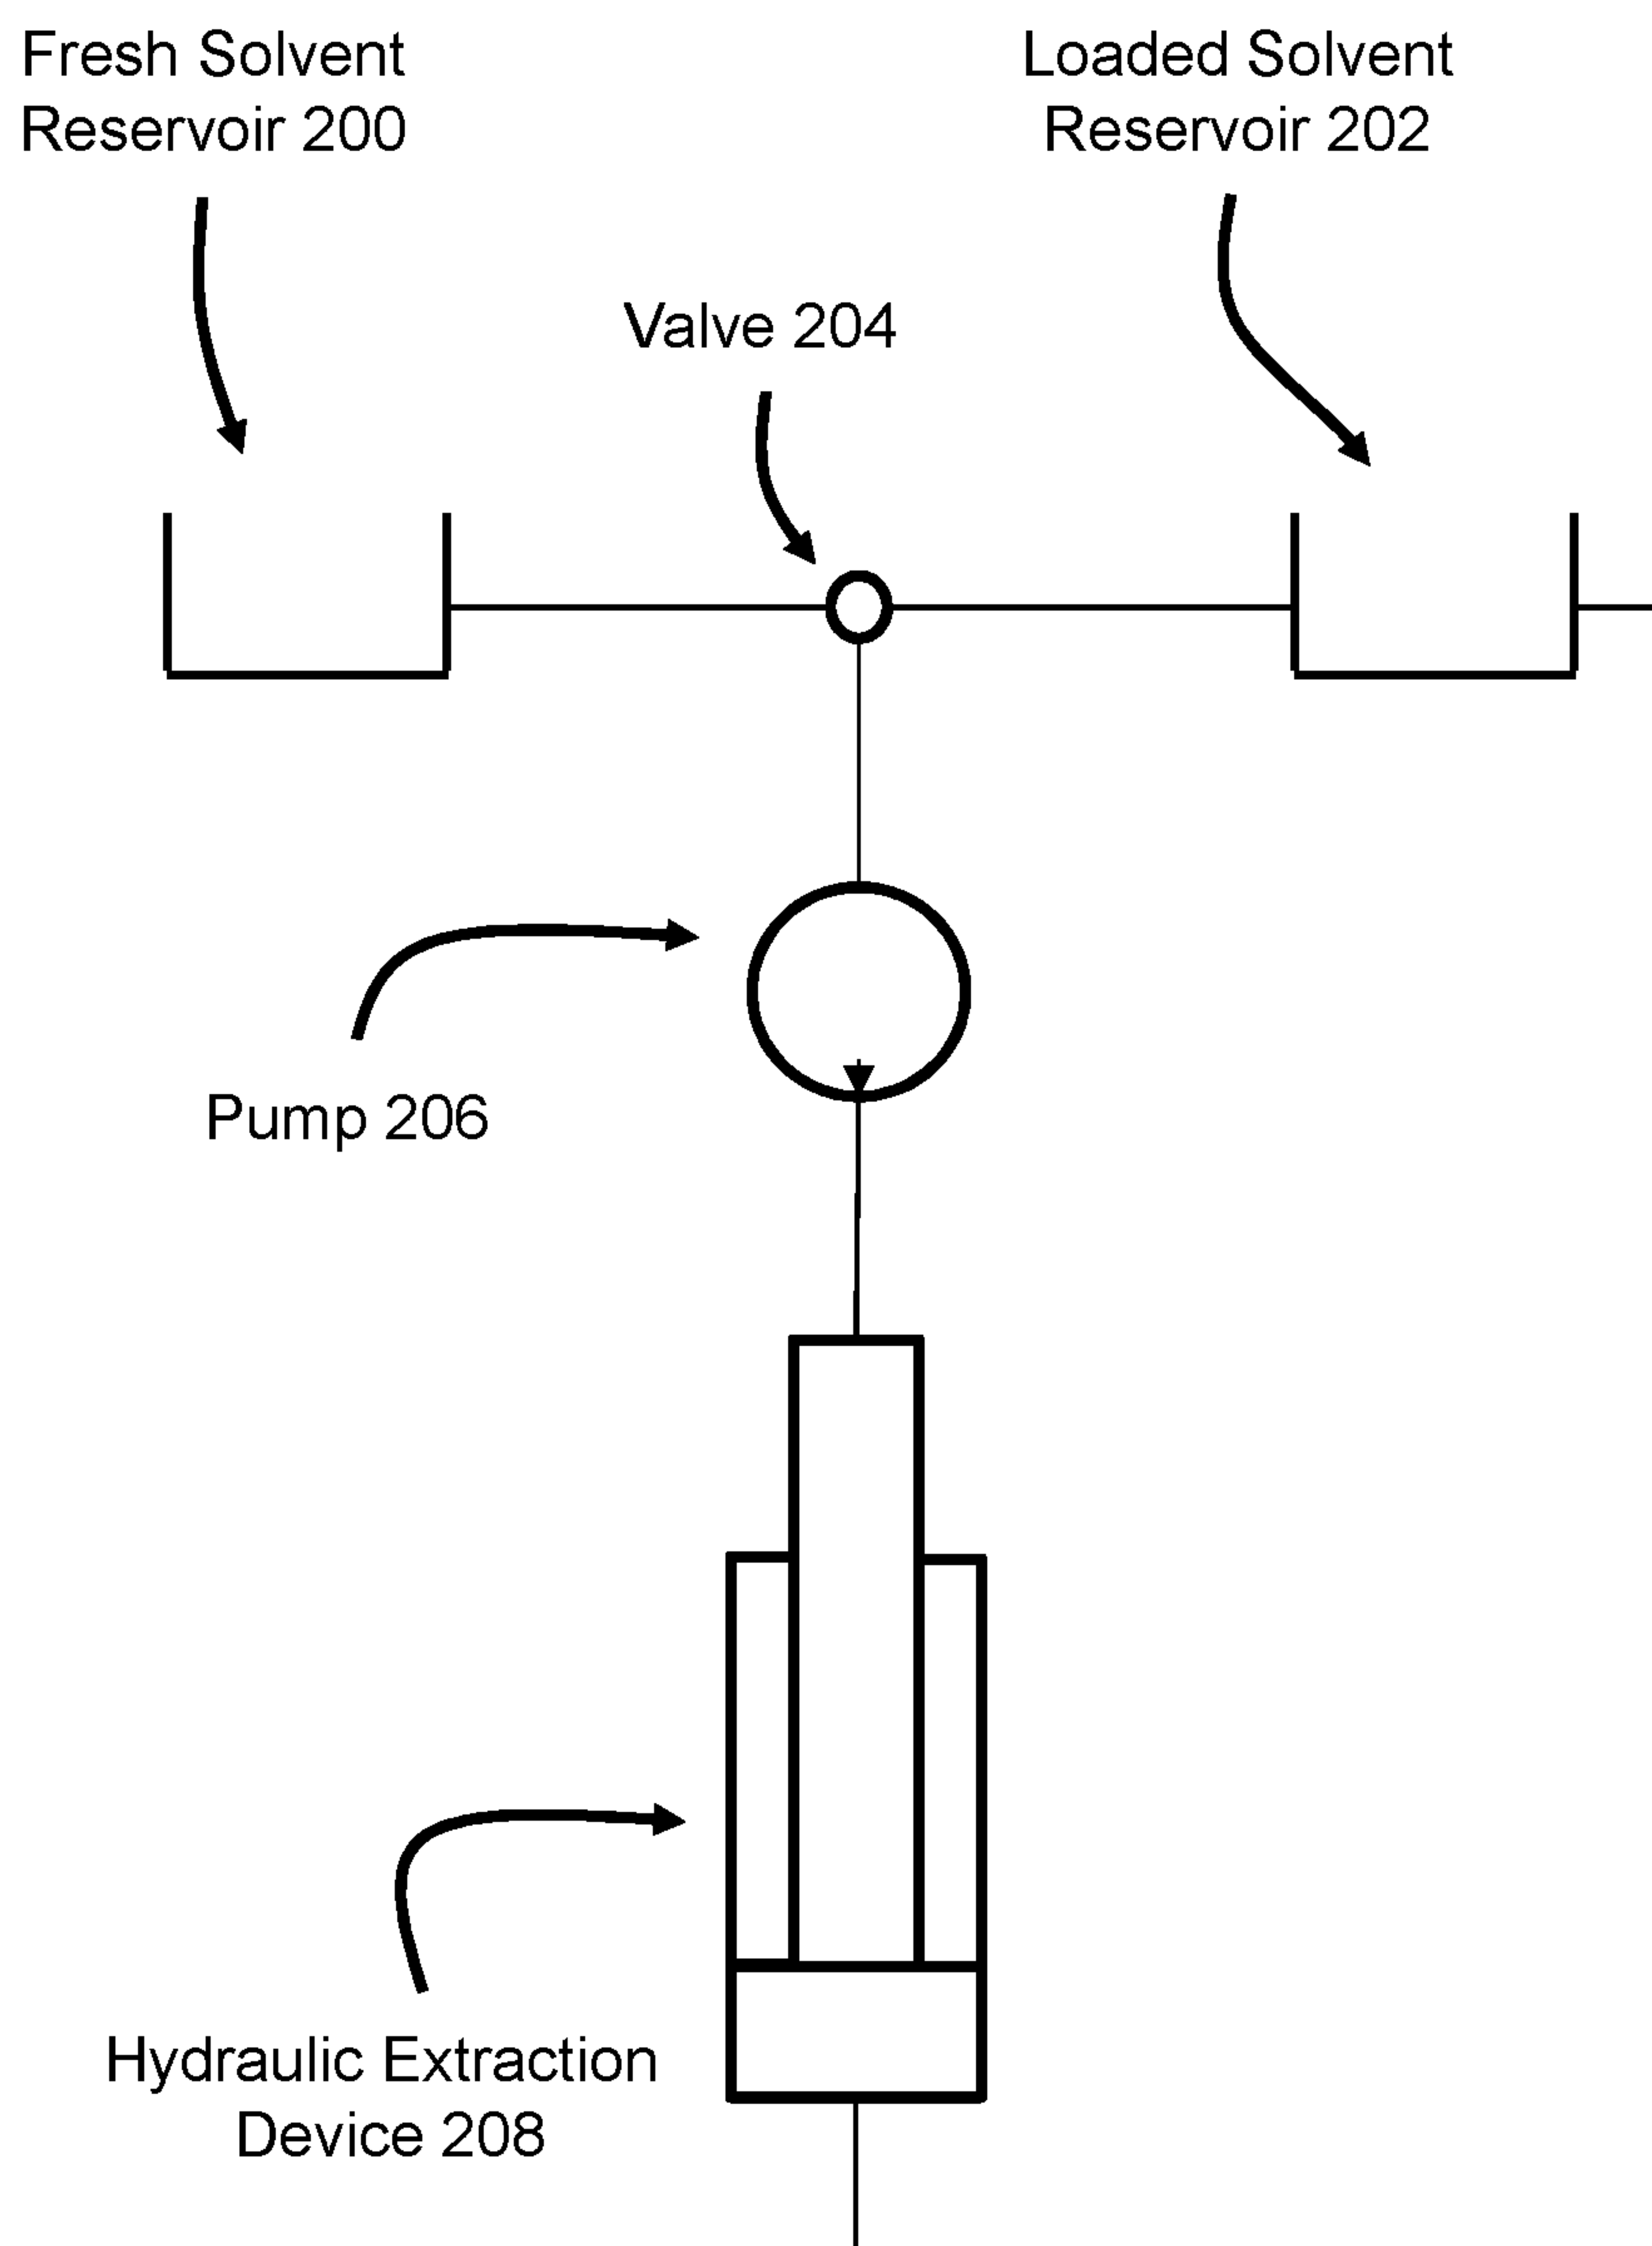 Fresh Solvent
Reservoir 200
Loaded Solvent
Reservoir 202
Valve 204
Pump 206
Hydraulic Extraction
Device 208